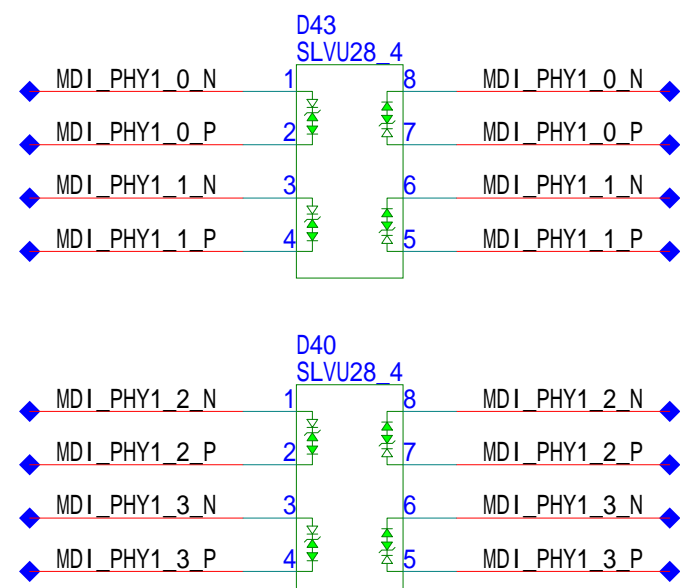 D43
SLVU28_4
MDI_PHY1_0_N 1 8 MDI_PHY1_0_N
MDI_PHY1_0_P 2 7 MDI_PHY1_0_P
MDI_PHY1_1_N 3 6 MDI_PHY1_1_N
MDI_PHY1_1_P 4 5 MDI_PHY1_1_P
D40
SLVU28_4
MDI_PHY1_2_N 1 8 MDI_PHY1_2_N
MDI_PHY1_2_P 2 7 MDI_PHY1_2_P
MDI_PHY1_3_N 3 6 MDI_PHY1_3_N
MDI_PHY1_3_P 4 5 MDI_PHY1_3_P